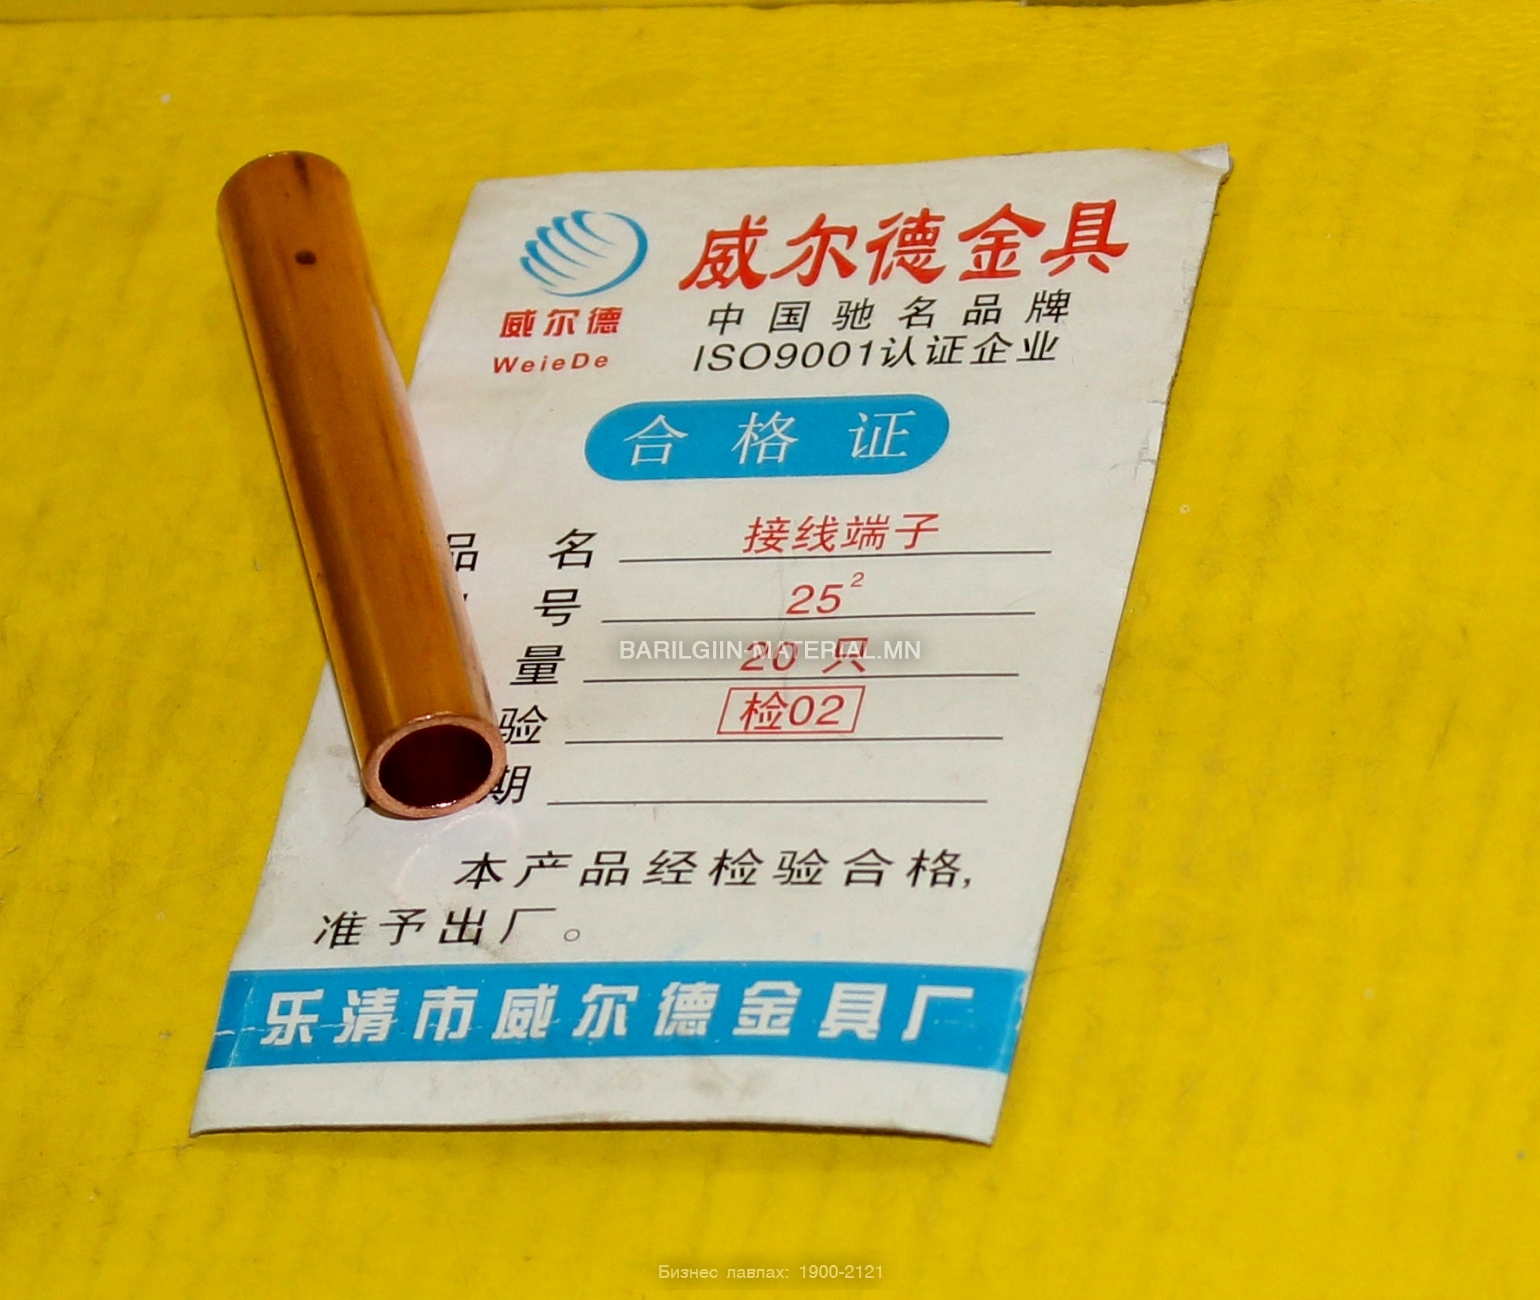 威尔德金具
威尔德
WeieDe
中国驰名品牌
ISO9001认证企业
合格证
品名 接线端子
号 25²
量 20 只
验 检02
期
本产品经检验合格,
准予出厂。
乐清市威尔德金具厂
BARILGIIN-MATERIAL.MN
Бизнес лавлах: 1900-2121